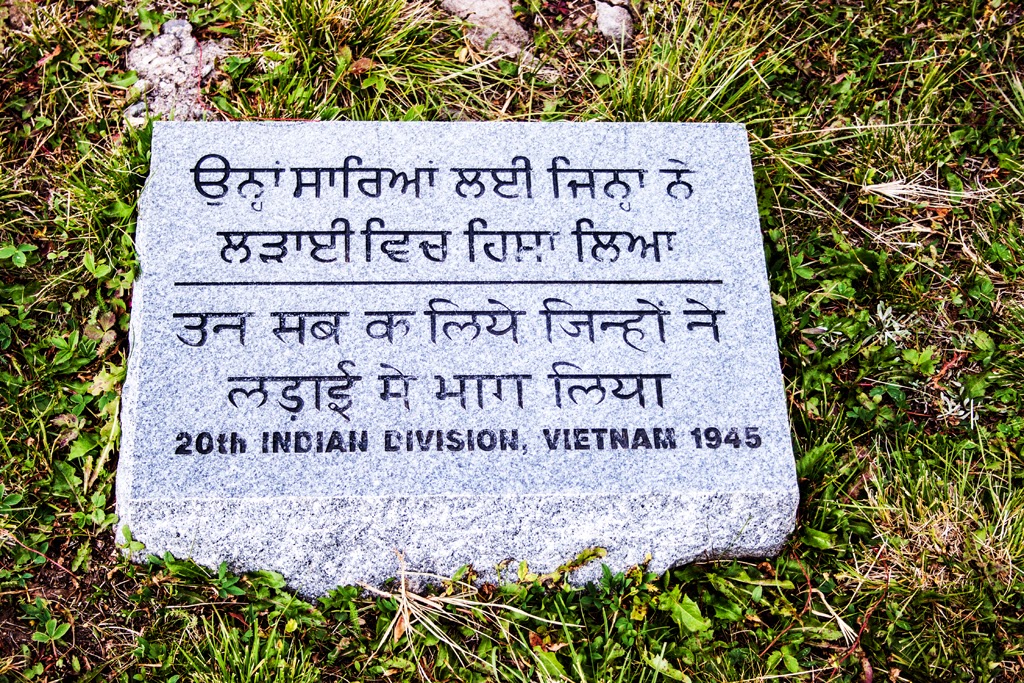 ਉਨ੍ਹਾਂ ਸਾਰਿਆਂ ਲਈ ਜਿਨ੍ਹਾ ਨੇ
ਲੜਾਈ ਵਿਚ ਹਿਸਾ ਲਿਆ
उन सब क लिये जिन्हों ने
लड़ाई मे भाग लिया
20th INDIAN DIVISION, VIETNAM 1945